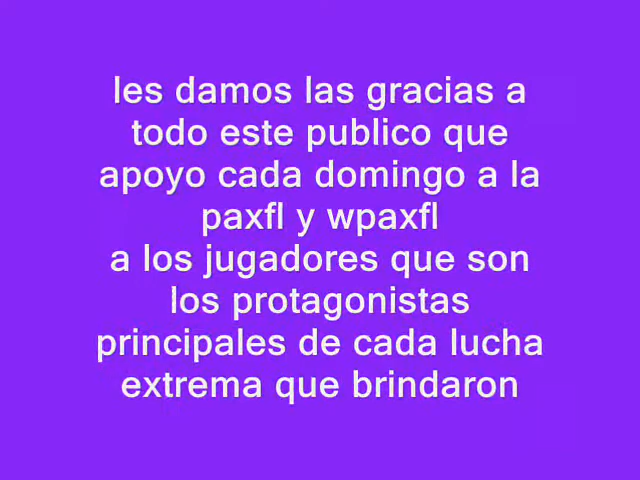 les damos las gracias a
todo este publico que
apoyo cada domingo a la
paxfl y wpaxfl
a los jugadores que son
los protagonistas
principales de cada lucha
extrema que brindaron